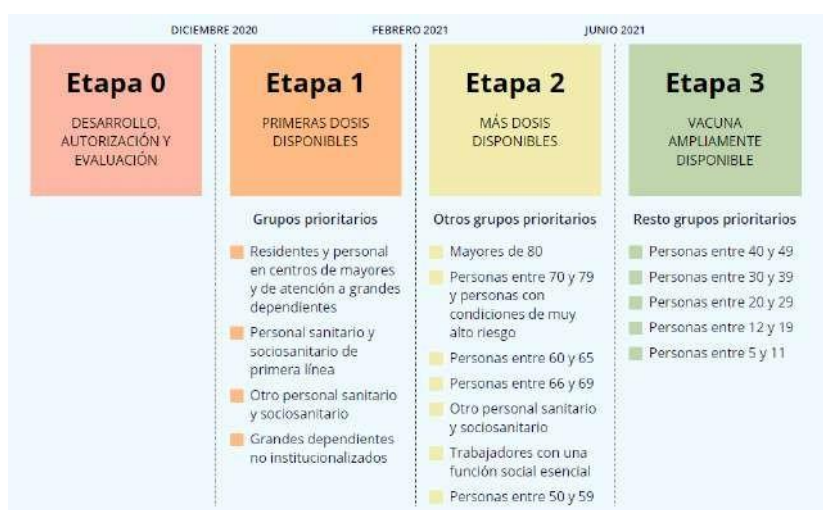 DICIEMBRE 2020
FEBRERO 2021
JUNIO 2021
Etapa 0
DESARROLLO,
AUTORIZACIÓN Y
EVALUACIÓN
Etapa 1
PRIMERAS DOSIS
DISPONIBLES
Grupos prioritarios
Residentes y personal
en centros de mayores
y de atención a grandes
dependientes
Personal sanitario y
sociosanitario de
primera línea
Otro personal sanitario
y sociosanitario
Grandes dependientes
no institucionalizados
Etapa 2
MÁS DOSIS
DISPONIBLES
Otros grupos prioritarios
Mayores de 80
Personas entre 70 y 79
y personas con
condiciones de muy
alto riesgo
Personas entre 60 y 65
Personas entre 66 y 69
Otro personal sanitario
y sociosanitario
Trabajadores con una
función social esencial
Personas entre 50 y 59
Etapa 3
VACUNA
AMPLIAMENTE
DISPONIBLE
Resto grupos prioritarios
Personas entre 40 y 49
Personas entre 30 y 39
Personas entre 20 y 29
Personas entre 12 y 19
Personas entre 5 y 11